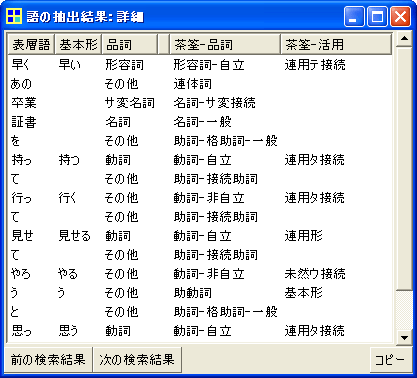 語の抽出結果: 詳細
表層語 基本形 品詞 茶筌-品詞 茶筌-活用
早く 早い 形容詞 形容詞-自立 連用テ接続
あの その他 連体詞
卒業 サ変名詞 名詞-サ変接続
証書 名詞 名詞-一般
を その他 助詞-格助詞-一般
持っ 持つ 動詞 動詞-自立 連用タ接続
て その他 助詞-接続助詞
行っ 行く 動詞 動詞-非自立 連用タ接続
て その他 助詞-接続助詞
見せ 見せる 動詞 動詞-自立 連用形
て その他 助詞-接続助詞
やろ やる その他 動詞-非自立 未然ウ接続
う う その他 助動詞 基本形
と その他 助詞-格助詞-一般
思っ 思う 動詞 動詞-自立 連用タ接続
前の検索結果 次の検索結果 コピー